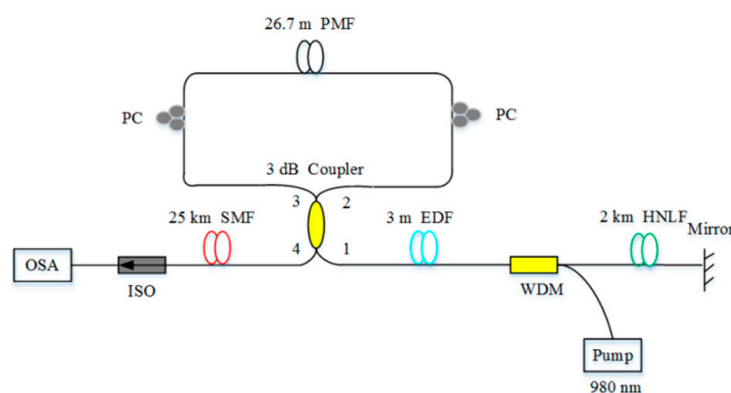 26.7 m PMF
PC
PC
3 dB Coupler
3
2
25 km SMF
3 m EDF
2 km HNLF
Mirror
4
1
OSA
ISO
WDM
Pump
980 nm